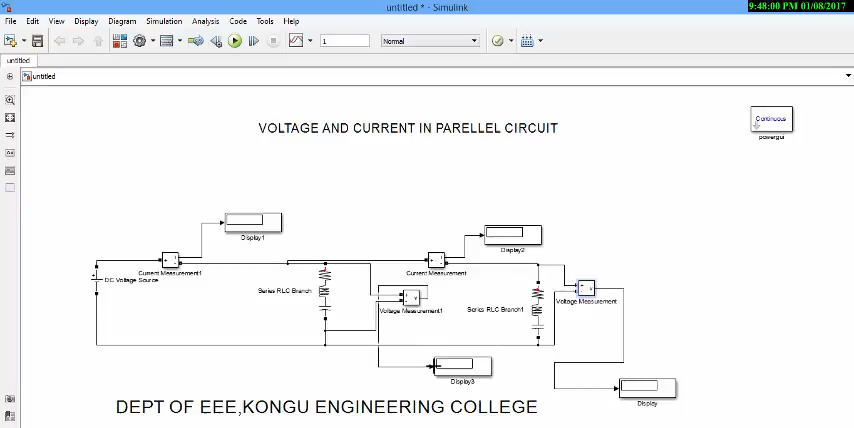 untitled * - Simulink
9:48:00 PM 01/08/2017
File Edit View Display Diagram Simulation Analysis Code Tools Help
1
Normal
untitled
untitled
VOLTAGE AND CURRENT IN PARELLEL CIRCUIT
Continuous
powergui
Display1
Display2
Current Measurement1
Current Measurement
DC Voltage Source
Series RLC Branch
Voltage Measurement1
Series RLC Branch1
Voltage Measurement
Display3
Display
DEPT OF EEE,KONGU ENGINEERING COLLEGE